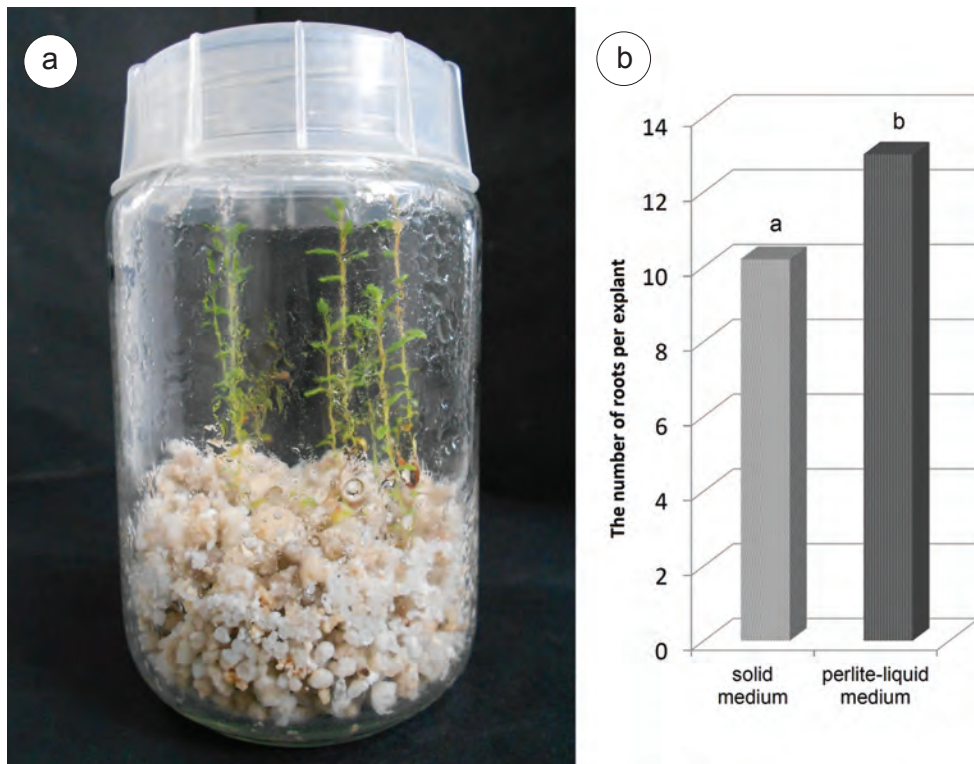 a
b
The number of roots per explant
14
12
10
8
6
4
2
0
a
b
solid
medium
perlite-liquid
medium